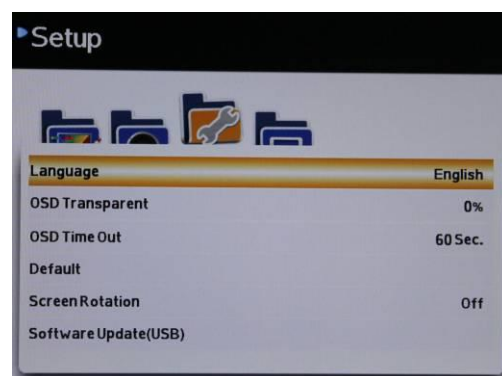 Setup
Language English
OSD Transparent 0%
OSD Time Out 60 Sec.
Default
Screen Rotation Off
Software Update(USB)